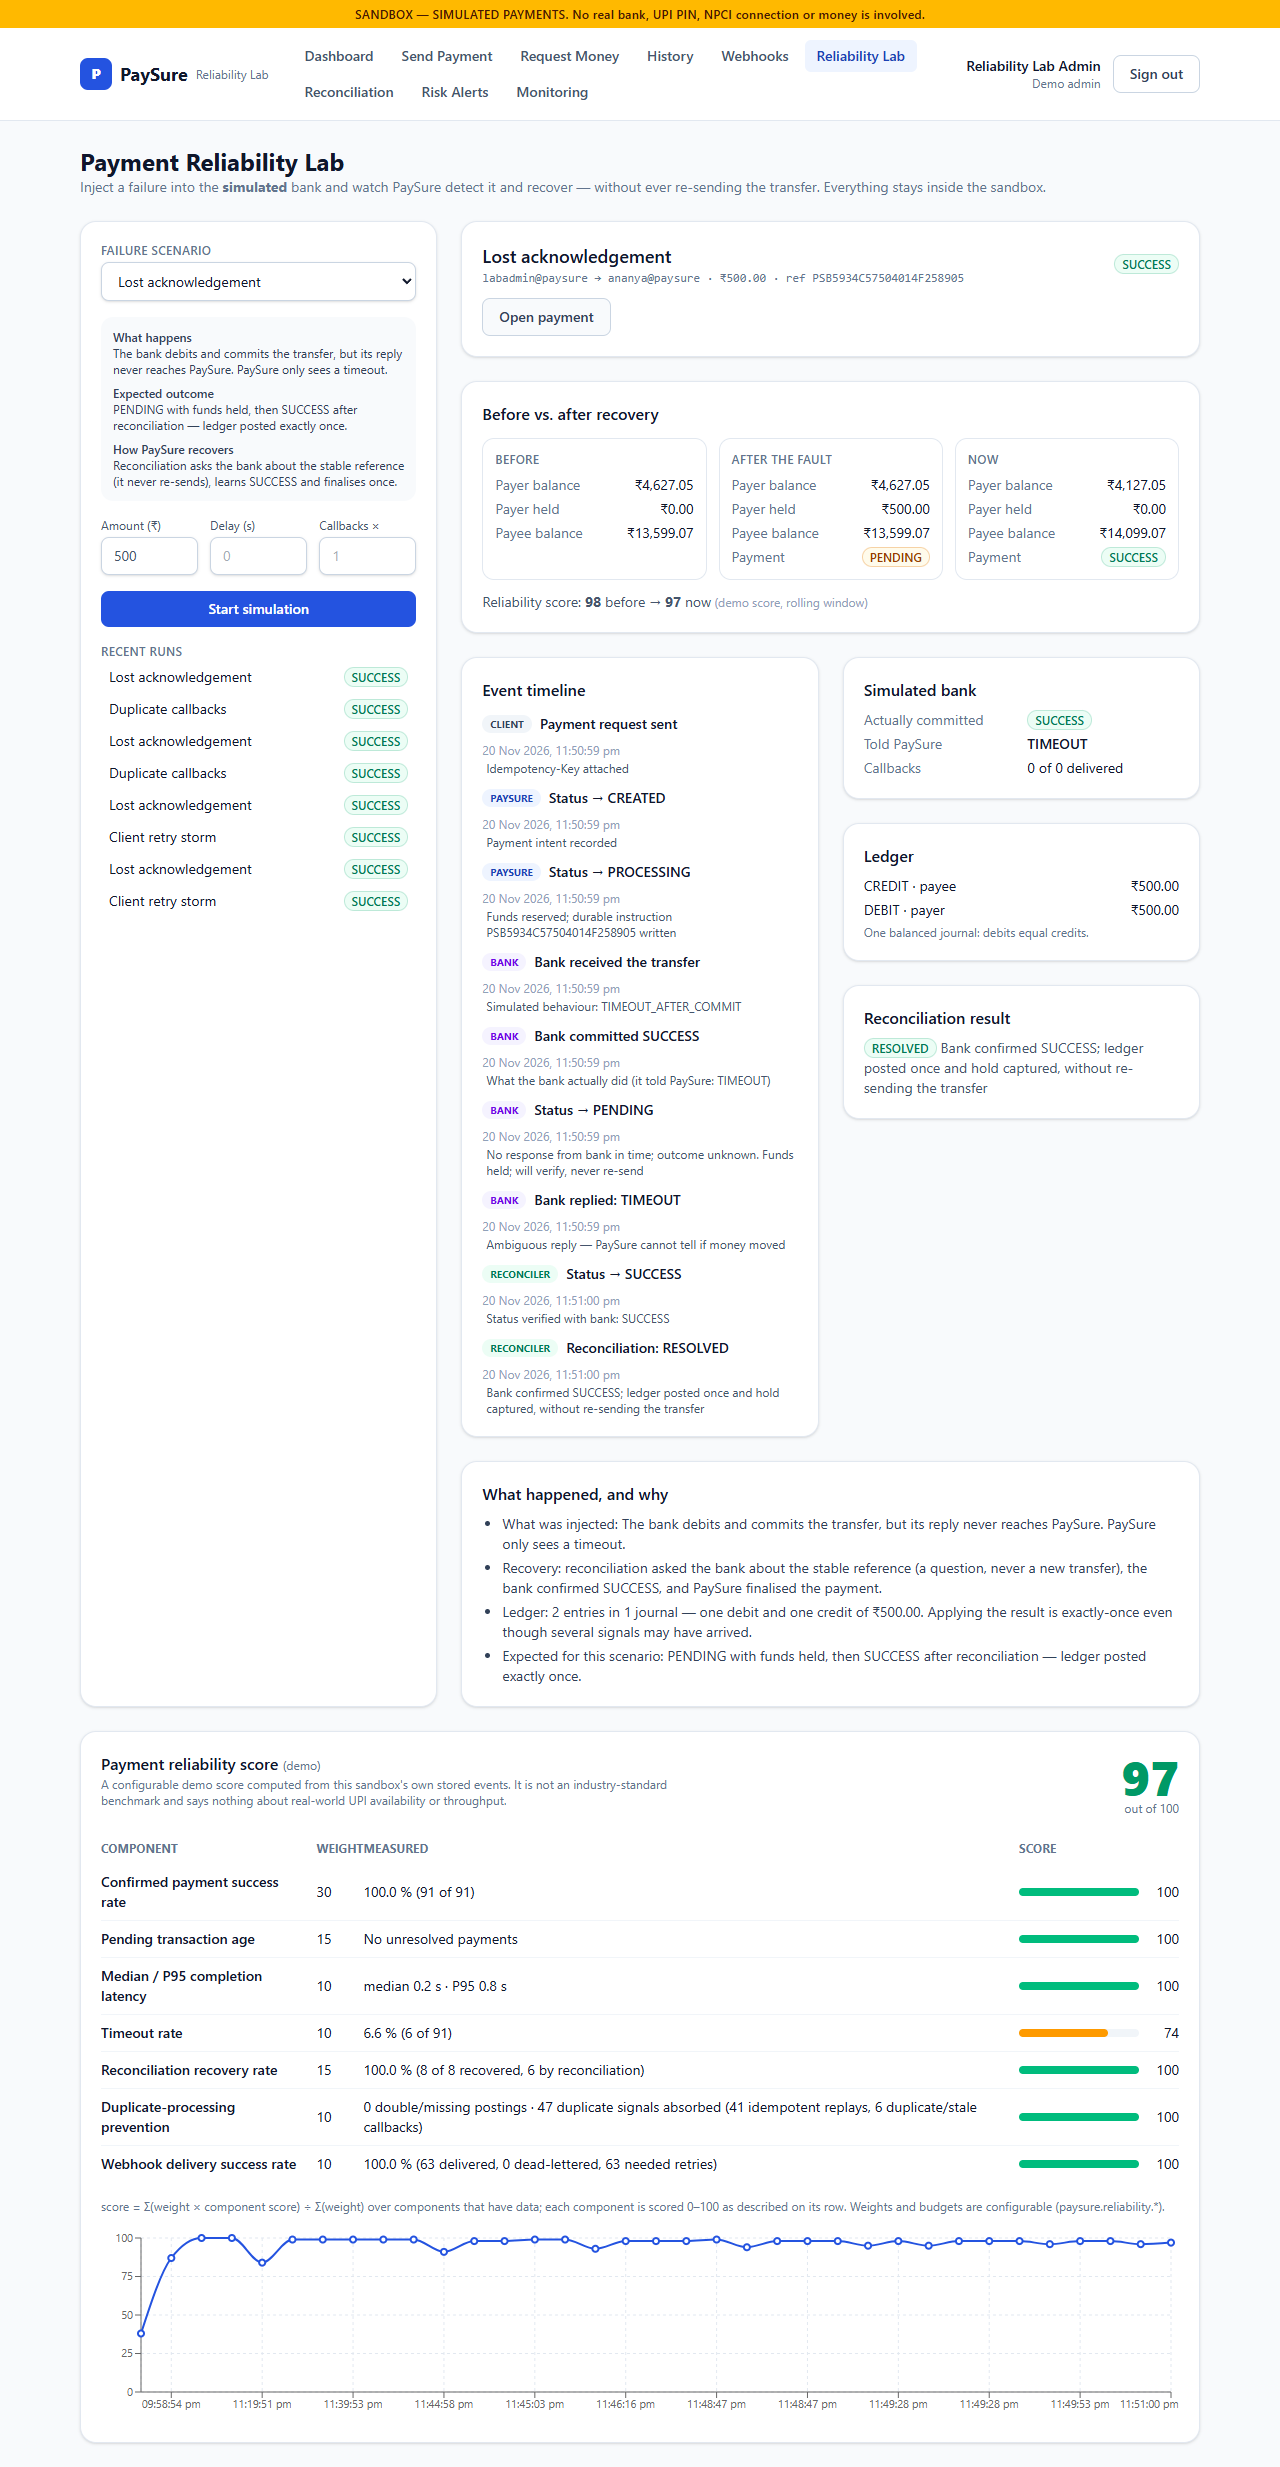 SANDBOX — SIMULATED PAYMENTS. No real bank, UPI PIN, NPCI connection or money is involved.
P PaySure Reliability Lab
Dashboard Send Payment Request Money History Webhooks Reliability Lab
Reconciliation Risk Alerts Monitoring
Reliability Lab Admin
Demo admin
Sign out
Payment Reliability Lab
Inject a failure into the simulated bank and watch PaySure detect it and recover — without ever re-sending the transfer. Everything stays inside the sandbox.
FAILURE SCENARIO
Lost acknowledgement
What happens
The bank debits and commits the transfer, but its reply
never reaches PaySure. PaySure only sees a timeout.
Expected outcome
PENDING with funds held, then SUCCESS after
reconciliation — ledger posted exactly once.
How PaySure recovers
Reconciliation asks the bank about the stable reference
(it never re-sends), learns SUCCESS and finalises once.
Amount (₹) Delay (s) Callbacks ×
500 0 1
Start simulation
RECENT RUNS
Lost acknowledgement SUCCESS
Duplicate callbacks SUCCESS
Lost acknowledgement SUCCESS
Duplicate callbacks SUCCESS
Lost acknowledgement SUCCESS
Client retry storm SUCCESS
Lost acknowledgement SUCCESS
Client retry storm SUCCESS
Lost acknowledgement
SUCCESS
labadmin@paysure → ananya@paysure · ₹500.00 · ref PSB5934C57504014F258905
Open payment
Before vs. after recovery
BEFORE
Payer balance ₹4,627.05
Payer held ₹0.00
Payee balance ₹13,599.07
AFTER THE FAULT
Payer balance ₹4,627.05
Payer held ₹500.00
Payee balance ₹13,599.07
Payment PENDING
NOW
Payer balance ₹4,127.05
Payer held ₹0.00
Payee balance ₹14,099.07
Payment SUCCESS
Reliability score: 98 before → 97 now (demo score, rolling window)
Event timeline
CLIENT Payment request sent
20 Nov 2026, 11:50:59 pm
Idempotency-Key attached
PAYSURE Status → CREATED
20 Nov 2026, 11:50:59 pm
Payment intent recorded
PAYSURE Status → PROCESSING
20 Nov 2026, 11:50:59 pm
Funds reserved; durable instruction
PSB5934C57504014F258905 written
BANK Bank received the transfer
20 Nov 2026, 11:50:59 pm
Simulated behaviour: TIMEOUT_AFTER_COMMIT
BANK Bank committed SUCCESS
20 Nov 2026, 11:50:59 pm
What the bank actually did (it told PaySure: TIMEOUT)
BANK Status → PENDING
20 Nov 2026, 11:50:59 pm
No response from bank in time; outcome unknown. Funds
held; will verify, never re-send
BANK Bank replied: TIMEOUT
20 Nov 2026, 11:50:59 pm
Ambiguous reply — PaySure cannot tell if money moved
RECONCILER Status → SUCCESS
20 Nov 2026, 11:51:00 pm
Status verified with bank: SUCCESS
RECONCILER Reconciliation: RESOLVED
20 Nov 2026, 11:51:00 pm
Bank confirmed SUCCESS; ledger posted once and hold
captured, without re-sending the transfer
Simulated bank
Actually committed SUCCESS
Told PaySure TIMEOUT
Callbacks 0 of 0 delivered
Ledger
CREDIT · payee ₹500.00
DEBIT · payer ₹500.00
One balanced journal: debits equal credits.
Reconciliation result
RESOLVED Bank confirmed SUCCESS; ledger
posted once and hold captured, without re-
sending the transfer
What happened, and why
• What was injected: The bank debits and commits the transfer, but its reply never reaches PaySure. PaySure
only sees a timeout.
• Recovery: reconciliation asked the bank about the stable reference (a question, never a new transfer), the
bank confirmed SUCCESS, and PaySure finalised the payment.
• Ledger: 2 entries in 1 journal — one debit and one credit of ₹500.00. Applying the result is exactly-once even
though several signals may have arrived.
• Expected for this scenario: PENDING with funds held, then SUCCESS after reconciliation — ledger posted
exactly once.
Payment reliability score (demo)
A configurable demo score computed from this sandbox's own stored events. It is not an industry-standard
benchmark and says nothing about real-world UPI availability or throughput.
97
out of 100
COMPONENT WEIGHT MEASURED SCORE
Confirmed payment success
rate 30 100.0 % (91 of 91) 100
Pending transaction age 15 No unresolved payments 100
Median / P95 completion
latency 10 median 0.2 s · P95 0.8 s 100
Timeout rate 10 6.6 % (6 of 91) 74
Reconciliation recovery rate 15 100.0 % (8 of 8 recovered, 6 by reconciliation) 100
Duplicate-processing
prevention 10 0 double/missing postings · 47 duplicate signals absorbed (41 idempotent replays, 6 duplicate/stale
callbacks) 100
Webhook delivery success rate 10 100.0 % (63 delivered, 0 dead-lettered, 63 needed retries) 100
score = Σ(weight × component score) ÷ Σ(weight) over components that have data; each component is scored 0–100 as described on its row. Weights and budgets are configurable (paysure.reliability.*).
100
75
50
25
0
09:58:54 pm 11:19:51 pm 11:39:53 pm 11:44:58 pm 11:45:03 pm 11:46:16 pm 11:48:47 pm 11:48:47 pm 11:49:28 pm 11:49:28 pm 11:49:53 pm 11:51:00 pm